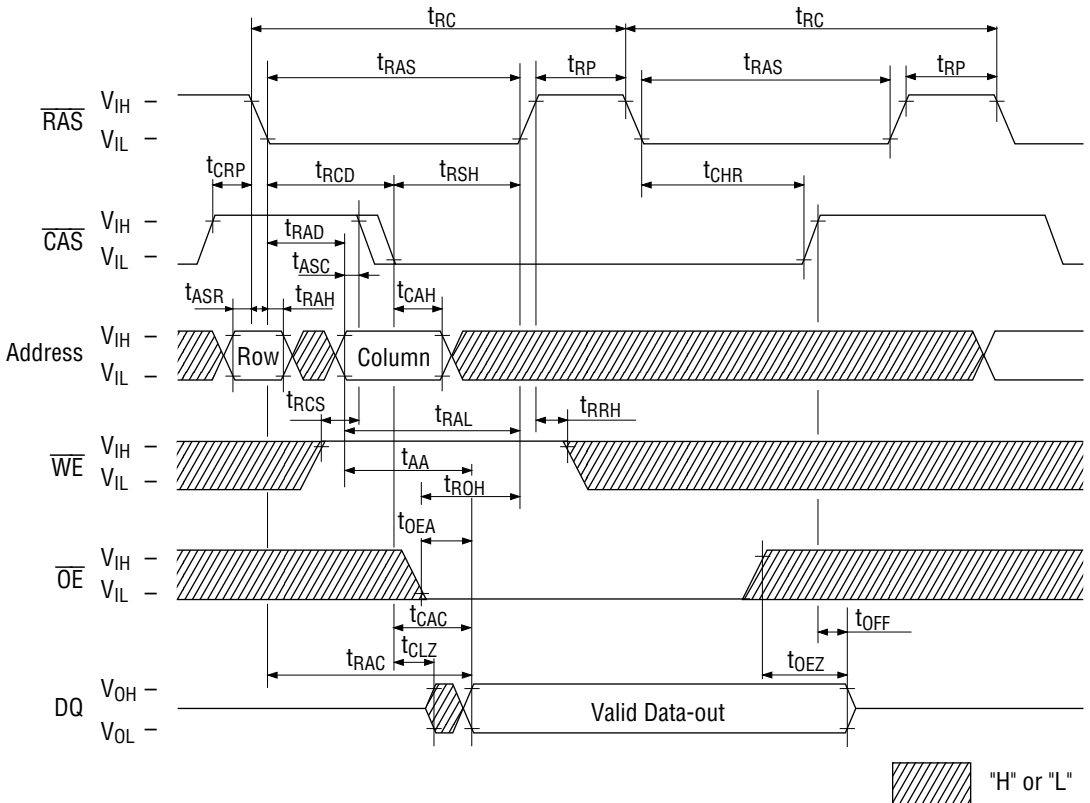 tRC tRC
tRAS tRP tRAS tRP
RAS VIH
VIL
tCRP tRCD tRSH tCHR
CAS VIH
VIL
tRAD
tASC
tASR tRAH tCAH
Address VIH
VIL
Row Column
tRCS tRAL tRRH
WE VIH
VIL
tAA
tROH
tOEA
OE VIH
VIL
tCAC tOFF
tRAC tCLZ tOEZ
DQ VOH
VOL
Valid Data-out
"H" or "L"